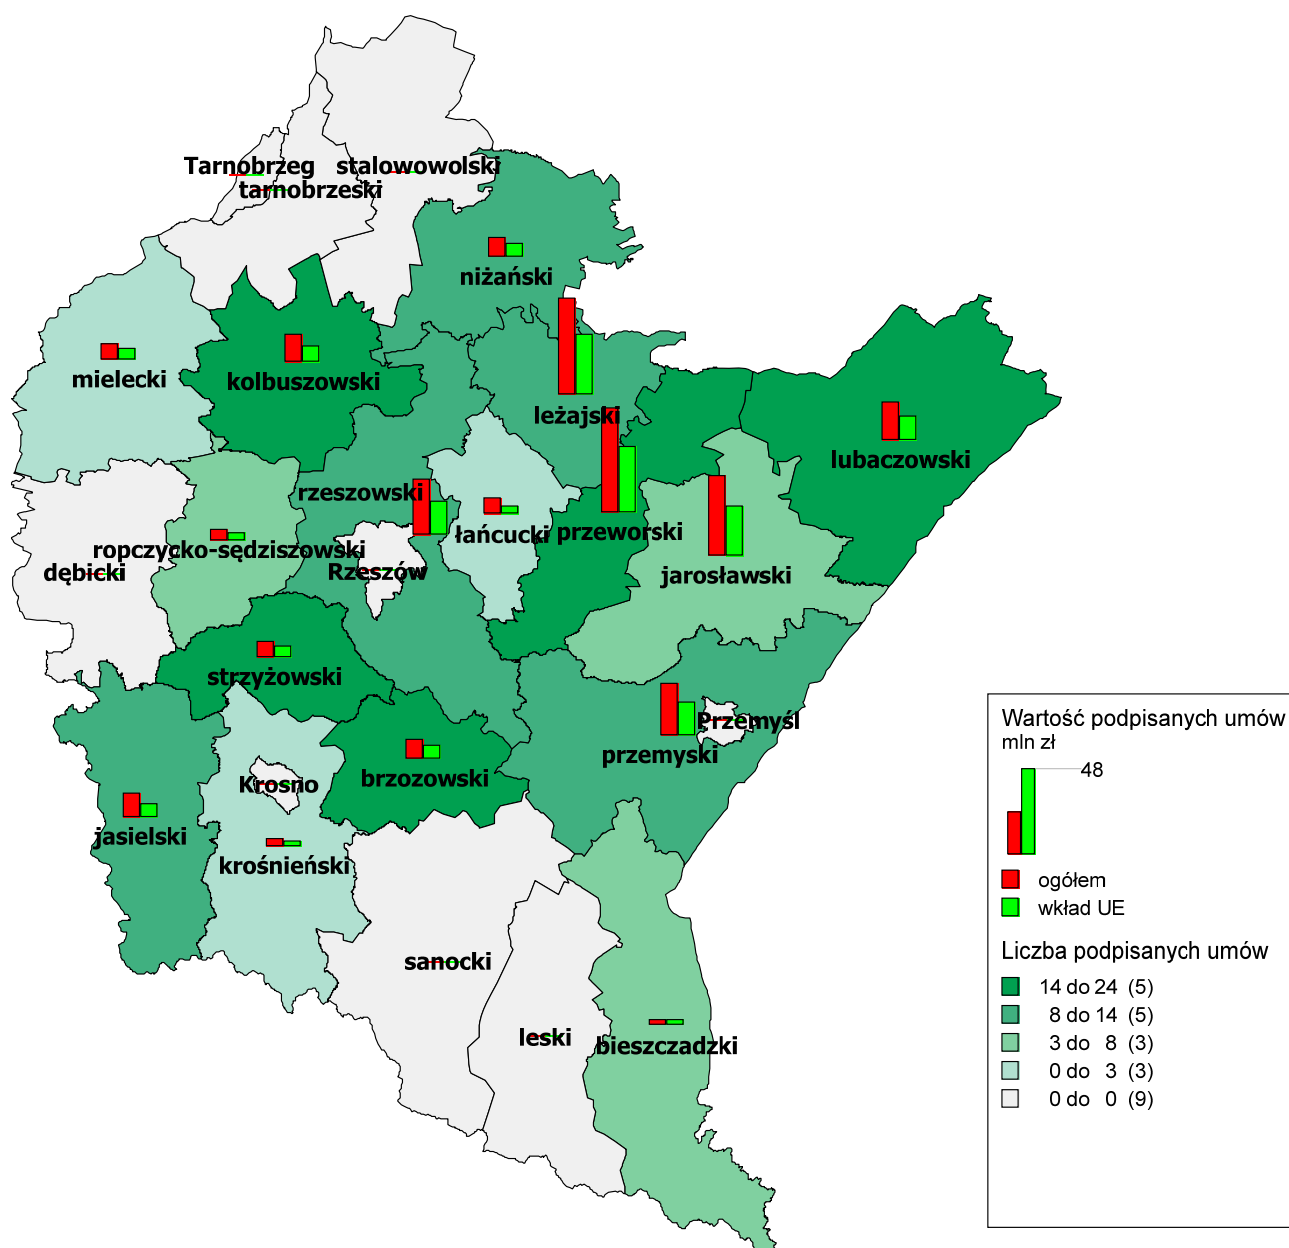 Tarnobrzeg
stalowowolski
tarnobrzeski
niżański
mielecki
kolbuszowski
leżajski
lubaczowski
rzeszowski
łańcucki
przeworski
ropczycko-sędziszowski
dębicki
Rzeszów
jarosławski
strzyżowski
Przemyśl
przemyski
Krosno
brzozowski
jasielski
krośnieński
sanocki
leski
bieszczadzki
Wartość podpisanych umów
mln zł
48
ogółem
wkład UE
Liczba podpisanych umów
14 do 24 (5)
8 do 14 (5)
3 do 8 (3)
0 do 3 (3)
0 do 0 (9)